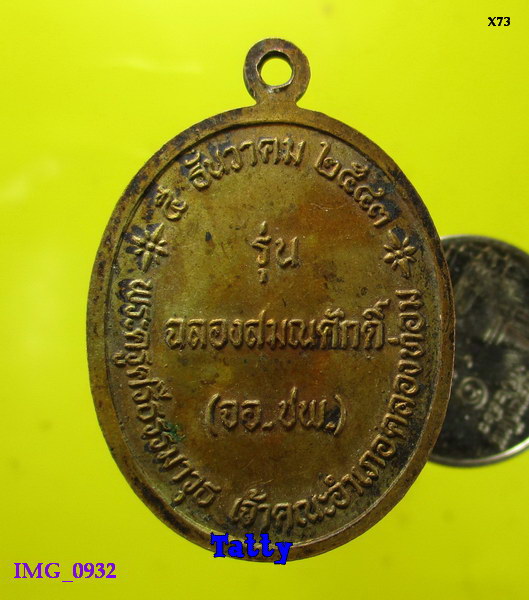 X73
๕ ธันวาคม ๒๕๔๓
รุ่น
ฉลองสมณศักดิ์
(จอ.ชพ.)
พระครูศรีธรรมาวุธ เจ้าคณะอำเภอคลองท่อม
Tatty
IMG_0932